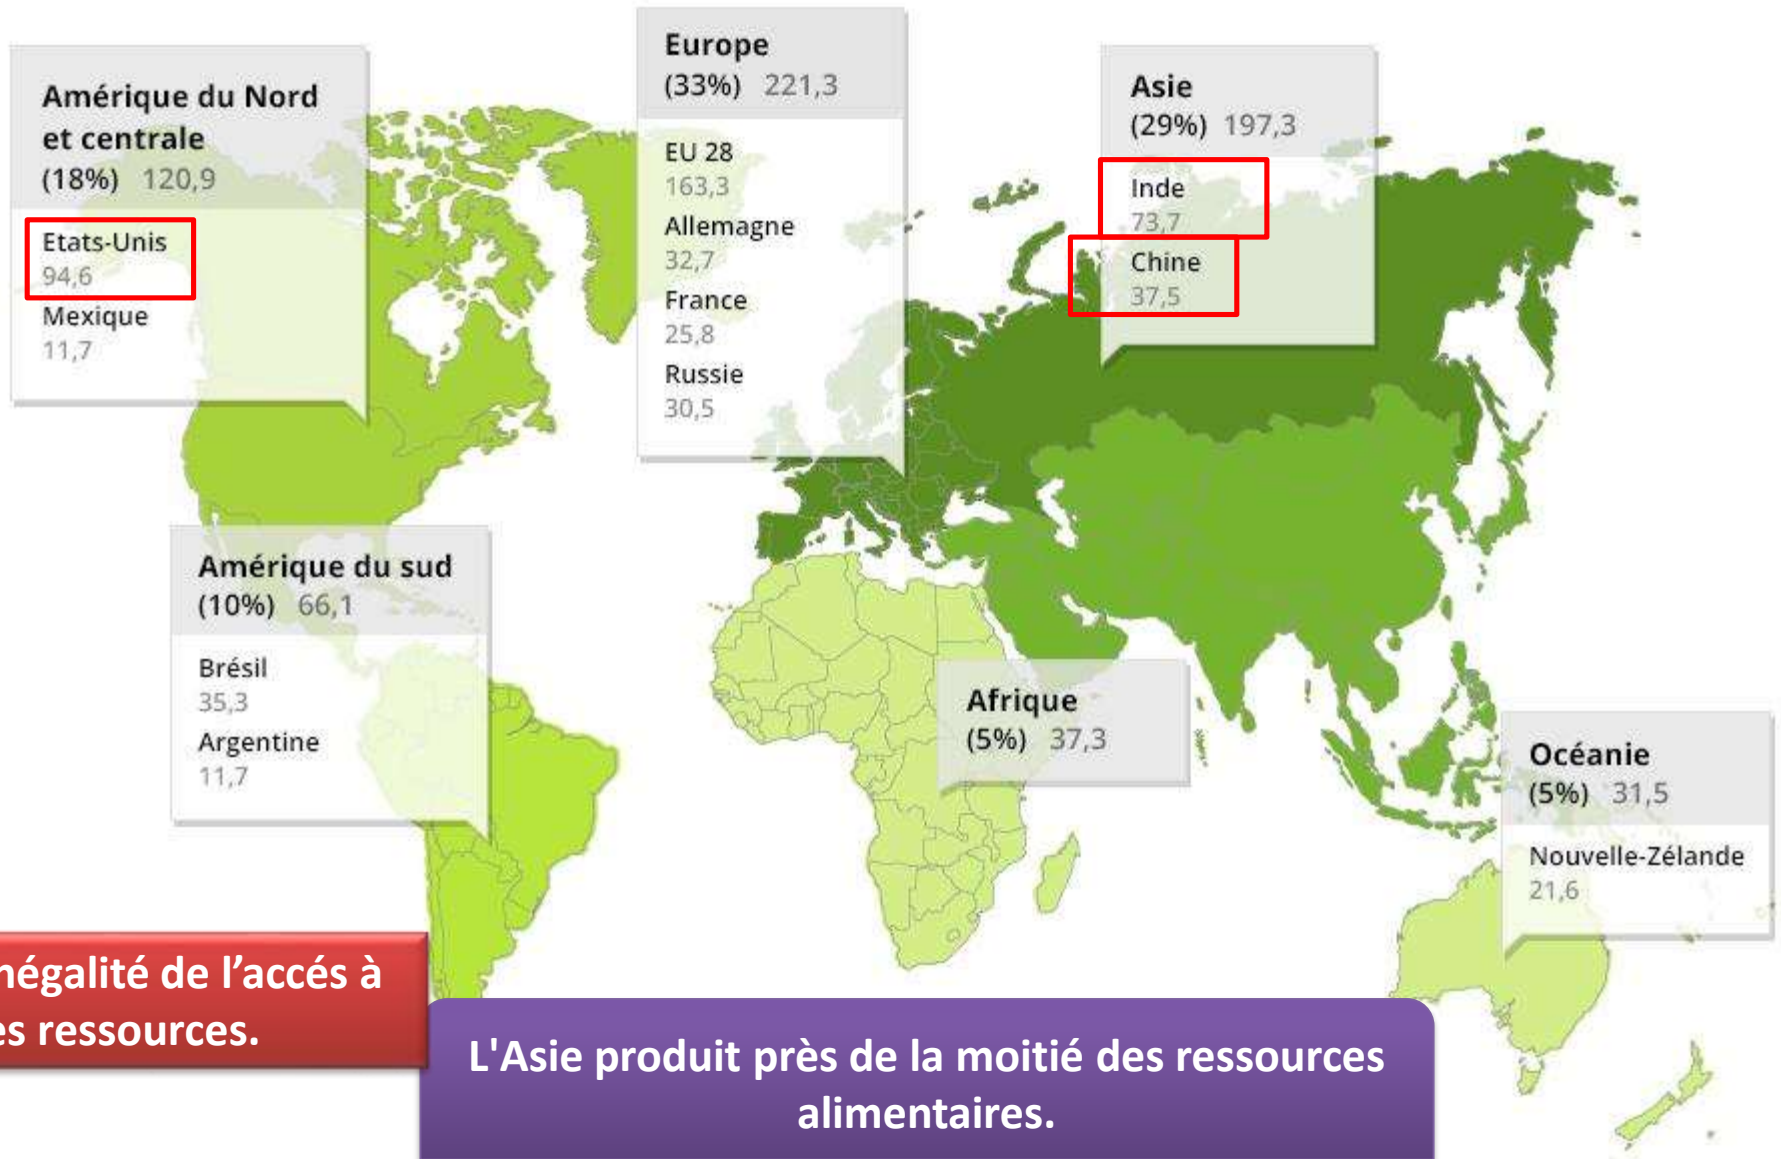 Amérique du Nord
et centrale
(18%) 120,9
Etats-Unis
94,6
Mexique
11,7
Europe
(33%) 221,3
EU 28
163,3
Allemagne
32,7
France
25,8
Russie
30,5
Asie
(29%) 197,3
Inde
73,7
Chine
37,5
Amérique du sud
(10%) 66,1
Brésil
35,3
Argentine
11,7
Afrique
(5%) 37,3
Océanie
(5%) 31,5
Nouvelle-Zélande
21,6
négalité de l’accés à
es ressources.
L'Asie produit près de la moitié des ressources
alimentaires.